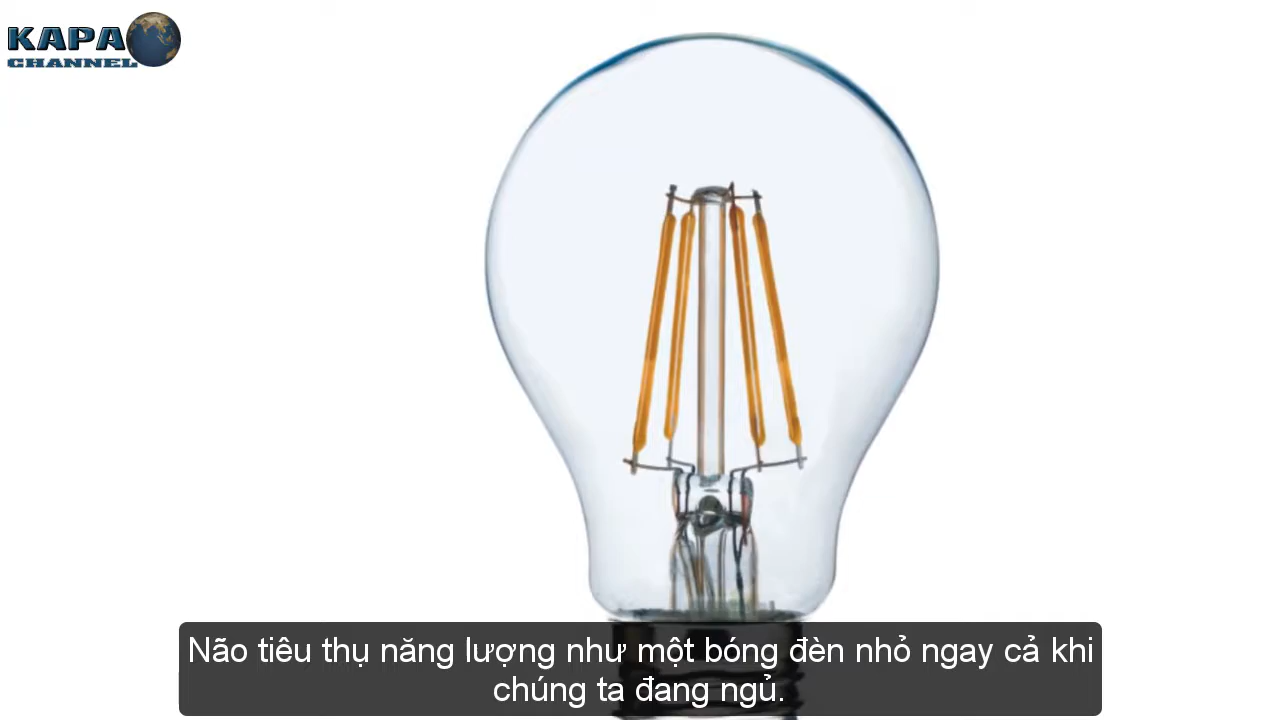 KAPA
CHANNEL
Não tiêu thụ năng lượng như một bóng đèn nhỏ ngay cả khi
chúng ta đang ngủ.